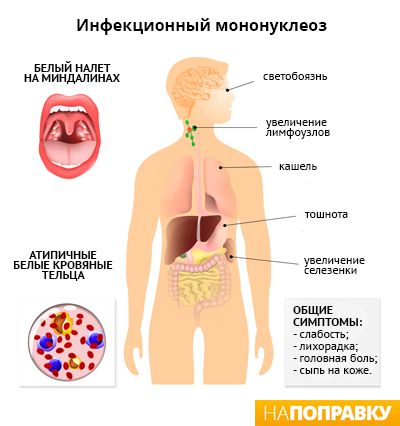 Инфекционный мононуклеоз
БЕЛЫЙ НАЛЕТ
НА МИНДАЛИНАХ
светобоязнь
увеличение
лимфоузлов
кашель
тошнота
увеличение
селезенки
АТИПИЧНЫЕ
БЕЛЫЕ КРОВЯНЫЕ
ТЕЛЬЦА
ОБЩИЕ
СИМПТОМЫ:
- слабость;
- лихорадка;
- головная боль;
- сыпь на коже.
НАПОПРАВКУ